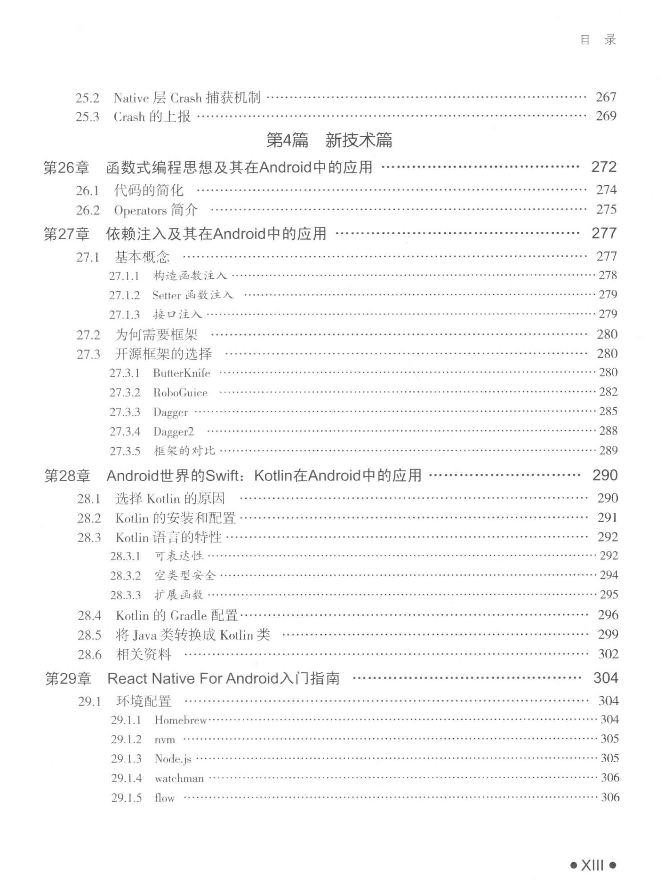 目 录
25.2 Native 层 Crash 捕获机制 267
25.3 Crash 的上报 269
第4篇 新技术篇
第26章 函数式编程思想及其在Android中的应用 272
26.1 代码的简化 274
26.2 Operators 简介 275
第27章 依赖注入及其在Android中的应用 277
27.1 基本概念 277
27.1.1 构造函数注入 278
27.1.2 Setter 函数注入 279
27.1.3 接口注入 279
27.2 为何需要框架 280
27.3 开源框架的选择 280
27.3.1 ButterKnife 280
27.3.2 RoboGuice 282
27.3.3 Dagger 285
27.3.4 Dagger2 288
27.3.5 框架的对比 289
第28章 Android世界的Swift：Kotlin在Android中的应用 290
28.1 选择 Kotlin 的原因 290
28.2 Kotlin 的安装和配置 291
28.3 Kotlin 语言的特性 292
28.3.1 可表达性 292
28.3.2 空类型安全 294
28.3.3 扩展函数 295
28.4 Kotlin 的 Gradle 配置 296
28.5 将 Java 类转换成 Kotlin 类 299
28.6 相关资料 302
第29章 React Native For Android入门指南 304
29.1 环境配置 304
29.1.1 Homebrew 304
29.1.2 nvm 305
29.1.3 Node.js 305
29.1.4 watchman 306
29.1.5 flow 306
● XIII ●